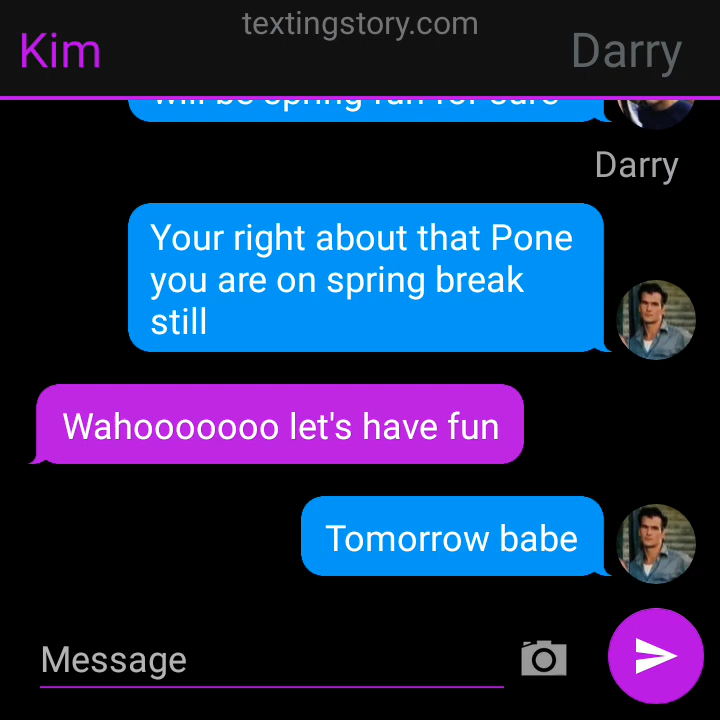 textingstory.com
Kim
Darry
will be spring fun for sure
Darry
Your right about that Pone
you are on spring break
still
Wahooooooo let's have fun
Tomorrow babe
Message